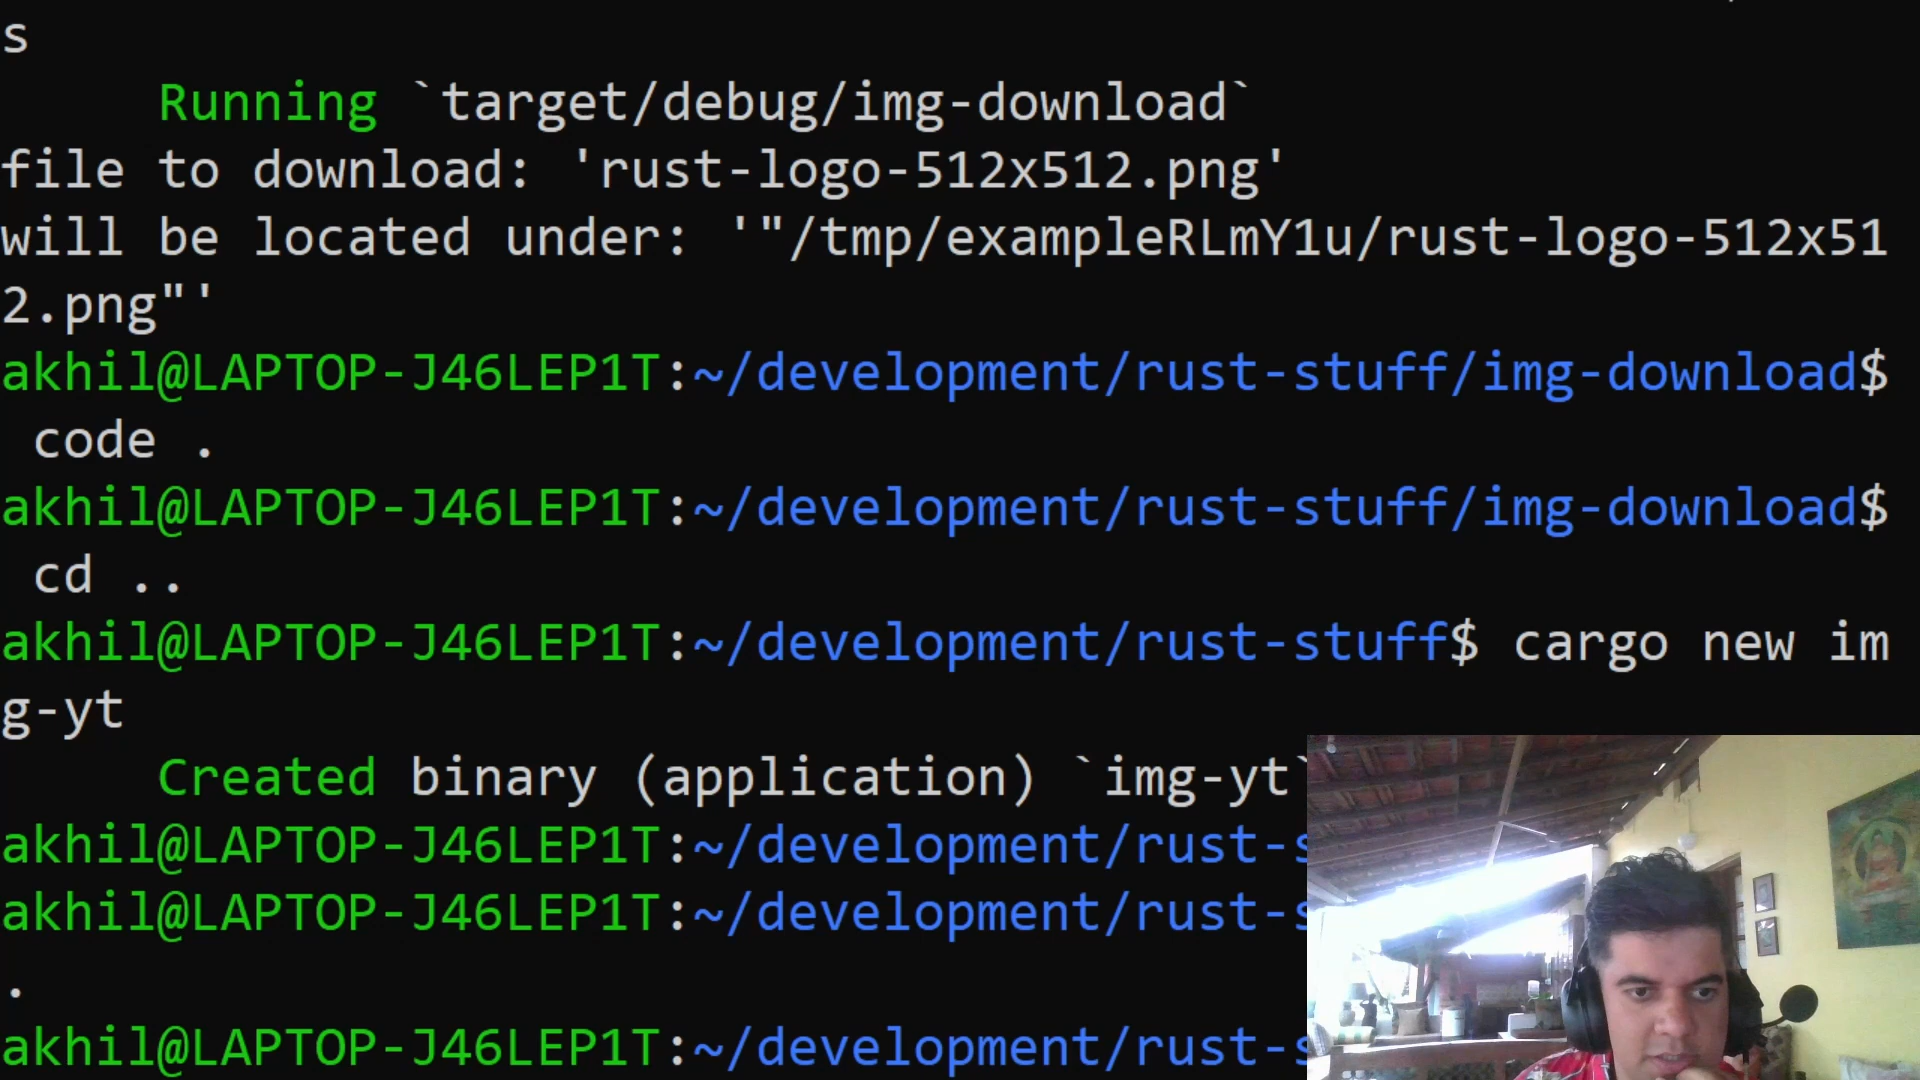 s
Running `target/debug/img-download`
file to download: 'rust-logo-512x512.png'
will be located under: '"/tmp/exampleRLmY1u/rust-logo-512x51
2.png"'
akhil@LAPTOP-J46LEP1T:~/development/rust-stuff/img-download$
code .
akhil@LAPTOP-J46LEP1T:~/development/rust-stuff/img-download$
cd ..
akhil@LAPTOP-J46LEP1T:~/development/rust-stuff$ cargo new im
g-yt
Created binary (application) `img-yt`
akhil@LAPTOP-J46LEP1T:~/development/rust-s
akhil@LAPTOP-J46LEP1T:~/development/rust-s
.
akhil@LAPTOP-J46LEP1T:~/development/rust-s